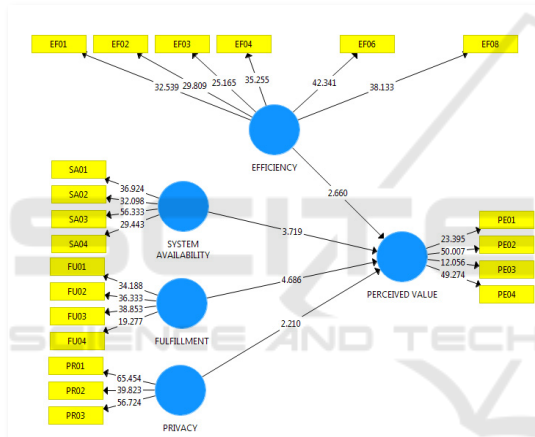 EF01 EF02 EF03 EF04 EF06 EF08
32.539 29.809 25.165 35.255 42.341 38.133
EFFICIENCY
2.660
SA01
SA02
SA03
SA04
36.924
32.098
56.333
29.443
SYSTEM
AVAILABILITY
3.719
FU01
FU02
FU03
FU04
34.188
36.333
38.853
19.277
FULFILLMENT
4.686
PR01
PR02
PR03
65.454
39.823
56.724
PRIVACY
2.210
PERCEIVED VALUE
23.395
50.007
12.056
49.274
PE01
PE02
PE03
PE04
SCITE
SCIENCE AND TECH